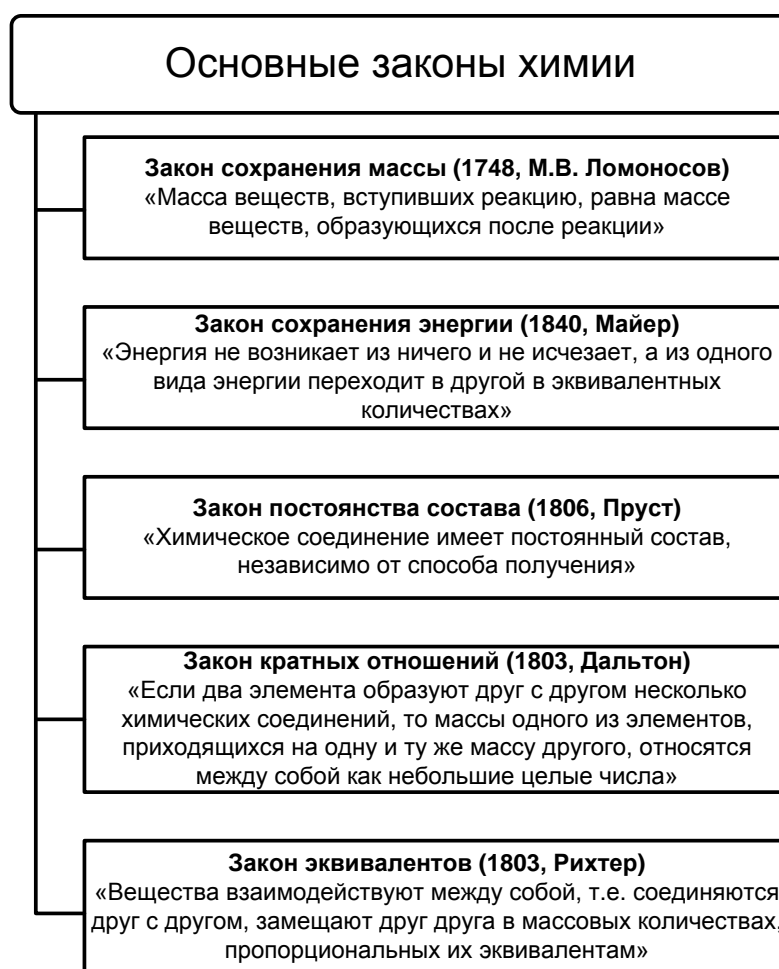 Основные законы химии
Закон сохранения массы (1748, М.В. Ломоносов)
«Масса веществ, вступивших реакцию, равна массе
веществ, образующихся после реакции»
Закон сохранения энергии (1840, Майер)
«Энергия не возникает из ничего и не исчезает, а из одного
вида энергии переходит в другой в эквивалентных
количествах»
Закон постоянства состава (1806, Пруст)
«Химическое соединение имеет постоянный состав,
независимо от способа получения»
Закон кратных отношений (1803, Дальтон)
«Если два элемента образуют друг с другом несколько
химических соединений, то массы одного из элементов,
приходящихся на одну и ту же массу другого, относятся
между собой как небольшие целые числа»
Закон эквивалентов (1803, Рихтер)
«Вещества взаимодействуют между собой, т.е. соединяются
друг с другом, замещают друг друга в массовых количествах,
пропорциональных их эквивалентам»